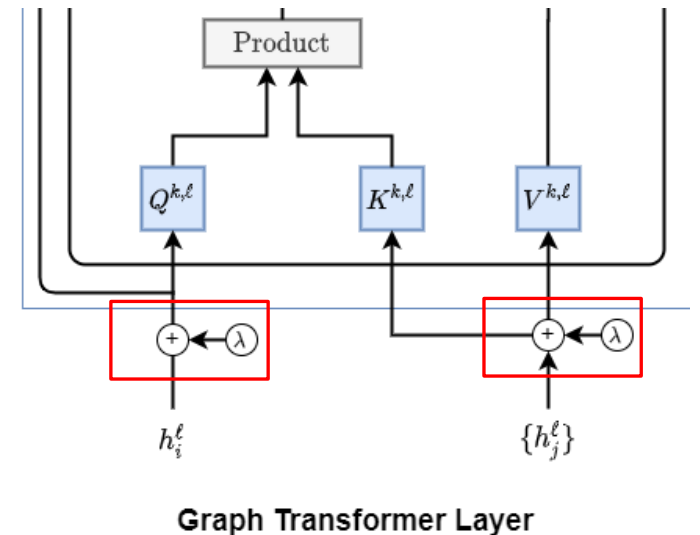 Product
Q^{k,ℓ} K^{k,ℓ} V^{k,ℓ}
+ λ + λ
h_i^ℓ {h_j^ℓ}
Graph Transformer Layer